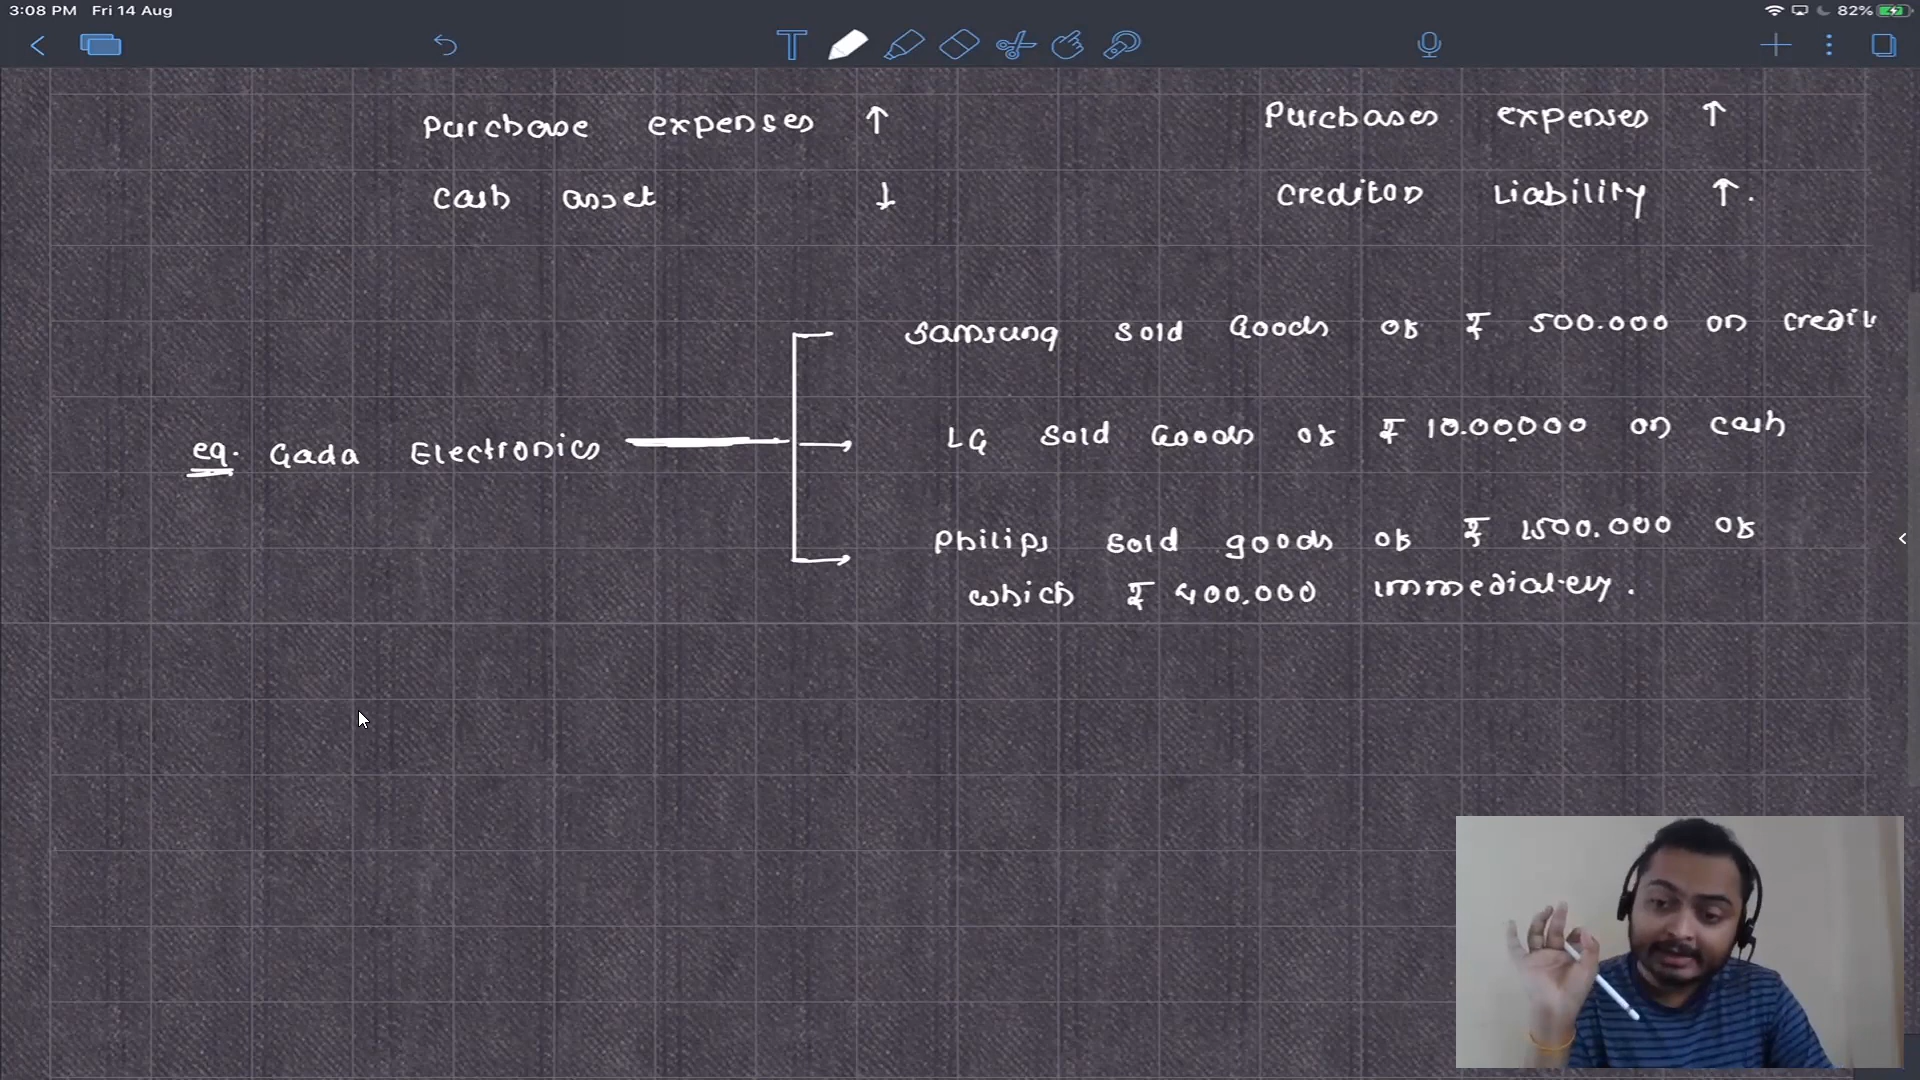 3:08 PM Fri 14 Aug 82%
Purchase expenses ↑
Cash asset ↓
Purchases expenses ↑
Creditor Liability ↑.
Samsung Sold Goods of ₹ 500.000 on credit
eg. Gada Electronics
LG Sold Goods of ₹ 10.00,000 on cash
Philips Sold goods of ₹ 1500.000 of
which ₹ 400.000 immediately.